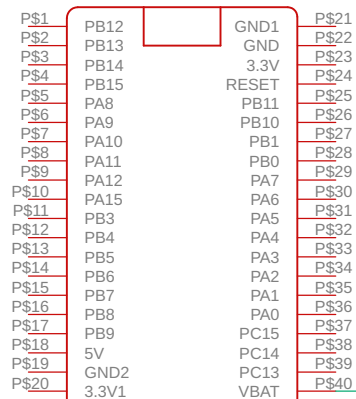 P$1 PB12 GND1 P$21
P$2 PB13 GND P$22
P$3 PB14 3.3V P$23
P$4 PB15 RESET P$24
P$5 PA8 PB11 P$25
P$6 PA9 PB10 P$26
P$7 PA10 PB1 P$27
P$8 PA11 PB0 P$28
P$9 PA12 PA7 P$29
P$10 PA15 PA6 P$30
P$11 PB3 PA5 P$31
P$12 PB4 PA4 P$32
P$13 PB5 PA3 P$33
P$14 PB6 PA2 P$34
P$15 PB7 PA1 P$35
P$16 PB8 PA0 P$36
P$17 PB9 PC15 P$37
P$18 5V PC14 P$38
P$19 GND2 PC13 P$39
P$20 3.3V1 VBAT P$40